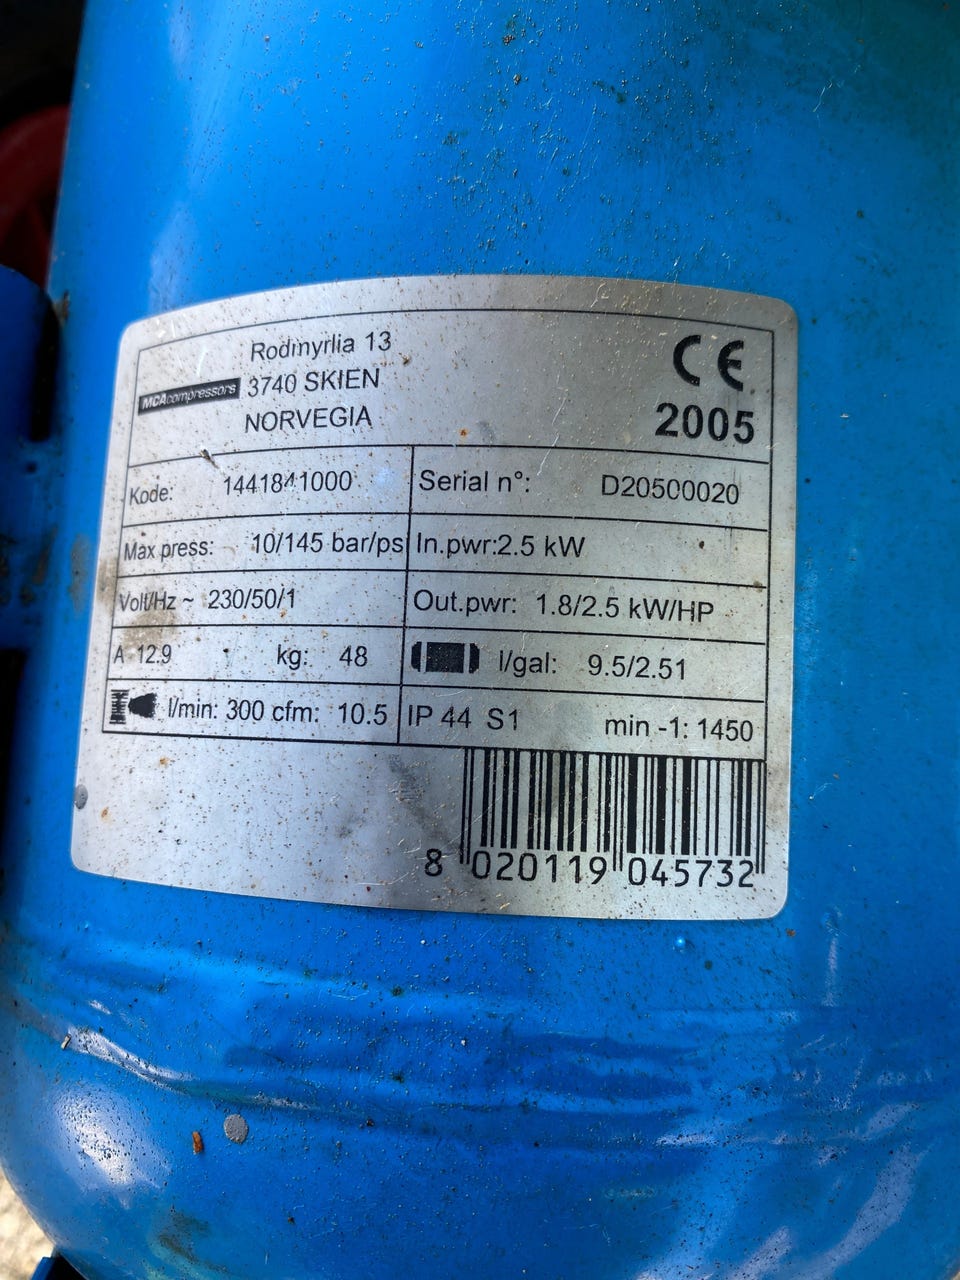 MCAcompressors
Rodmyrlia 13
3740 SKIEN
NORVEGIA
CE
2005
Kode: 1441841000
Serial n°: D20500020
Max press: 10/145 bar/ps
In.pwr:2.5 kW
Volt/Hz ~ 230/50/1
Out.pwr: 1.8/2.5 kW/HP
A 12.9 kg: 48
l/gal: 9.5/2.51
l/min: 300 cfm: 10.5
IP 44 S1 min -1: 1450
8 020119 045732